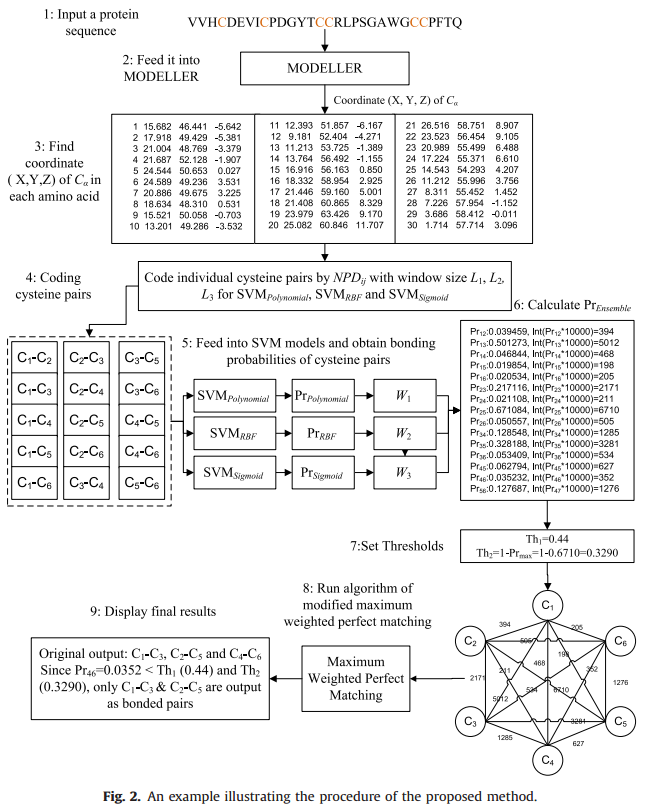 1: Input a protein
sequence
VVHCDEVICPDGYTCCRLPSGAWGCCPFTQ
2: Feed it into
MODELLER
MODELLER
Coordinate (X, Y, Z) of Cα
3: Find
coordinate
( X,Y,Z) of Cα in
each amino acid
1 15.682 46.441 -5.642
2 17.918 49.429 -5.381
3 21.004 48.769 -3.379
4 21.687 52.128 -1.907
5 24.544 50.653 0.027
6 24.589 49.236 3.531
7 20.886 49.675 3.225
8 18.634 48.310 0.531
9 15.521 50.058 -0.703
10 13.201 49.286 -3.532
11 12.393 51.857 -6.167
12 9.181 52.404 -4.271
13 11.213 53.725 -1.389
14 13.764 56.492 -1.155
15 16.916 56.163 0.850
16 18.332 58.954 2.925
17 21.446 59.160 5.001
18 21.408 60.865 8.329
19 23.979 63.426 9.170
20 25.082 60.846 11.707
21 26.516 58.751 8.907
22 23.523 56.454 9.105
23 20.989 55.499 6.488
24 17.224 55.371 6.610
25 14.543 54.293 4.207
26 11.212 55.996 3.756
27 8.311 55.452 1.452
28 7.226 57.954 -1.152
29 3.686 58.412 -0.011
30 1.714 57.714 3.096
4: Coding
cysteine pairs
Code individual cysteine pairs by NPDij with window size L1, L2,
L3 for SVMPolynomial, SVMRBF and SVMSigmoid
C1-C2 C2-C3 C3-C5
C1-C3 C2-C4 C3-C6
C1-C4 C2-C5 C4-C5
C1-C5 C2-C6 C4-C6
C1-C6 C3-C4 C5-C6
5: Feed into SVM models and obtain bonding
probabilities of cysteine pairs
SVMPolynomial PrPolynomial W1
SVMRBF PrRBF W2
SVMSigmoid PrSigmoid W3
6: Calculate PrEnsemble
Pr12:0.039459, Int(Pr12*10000)=394
Pr13:0.501273, Int(Pr13*10000)=5012
Pr14:0.046844, Int(Pr14*10000)=468
Pr15:0.019854, Int(Pr15*10000)=198
Pr16:0.020534, Int(Pr16*10000)=205
Pr23:0.217116, Int(Pr23*10000)=2171
Pr24:0.021108, Int(Pr24*10000)=211
Pr25:0.671084, Int(Pr25*10000)=6710
Pr26:0.050557, Int(Pr26*10000)=505
Pr34:0.128548, Int(Pr34*10000)=1285
Pr35:0.328188, Int(Pr35*10000)=3281
Pr36:0.053409, Int(Pr36*10000)=534
Pr45:0.062794, Int(Pr45*10000)=627
Pr46:0.035232, Int(Pr46*10000)=352
Pr56:0.127687, Int(Pr47*10000)=1276
7:Set Thresholds
Th1=0.44
Th2=1-Prmax=1-0.6710=0.3290
8: Run algorithm of
modified maximum
weighted perfect matching
Maximum
Weighted Perfect
Matching
C1
394 205
C2 C6
505 198
468 352
211
2171 1276
534 6710
5012
C3 C5
3281
1285 627
C4
9: Display final results
Original output: C1-C3, C2-C5 and C4-C6
Since Pr46=0.0352 < Th1 (0.44) and Th2
(0.3290), only C1-C3 & C2-C5 are output
as bonded pairs
Fig. 2. An example illustrating the procedure of the proposed method.